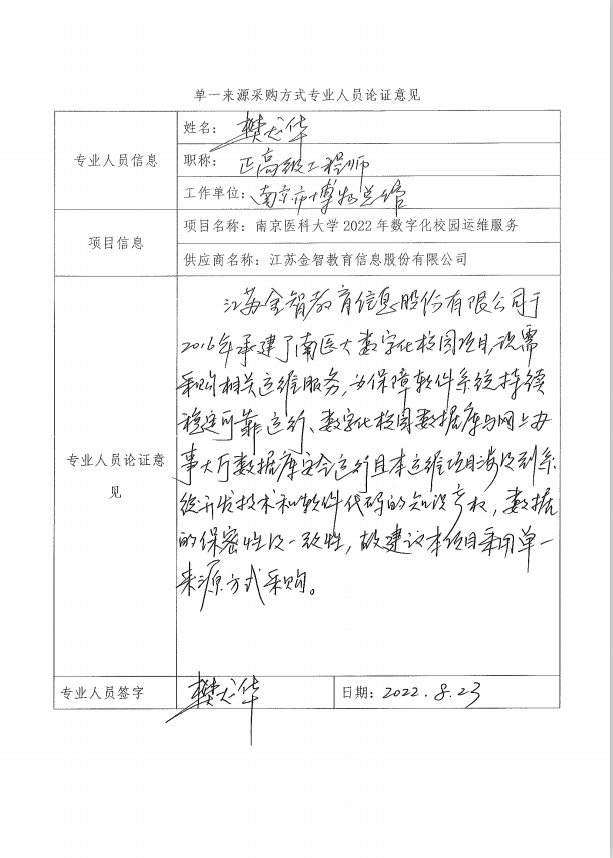 单一来源采购方式专业人员论证意见
专业人员信息
姓名：樊龙华
职称：正高级工程师
工作单位：南京市博物总馆
项目信息
项目名称：南京医科大学 2022 年数字化校园运维服务
供应商名称：江苏金智教育信息股份有限公司
专业人员论证意
见
江苏金智教育信息股份有限公司于
2016年承建了南医大数字化校园项目，现需
采购相关运维服务，为保障软件系统持续
稳定可靠运行、数字化校园数据库与网上办
事大厅数据库安全运行且本运维项目涉及到系
统开发技术和软件代码的知识产权，数据
的保密性及一致性，故建议本项目采用单一
来源方式采购。
专业人员签字
樊龙华
日期：2022.8.23